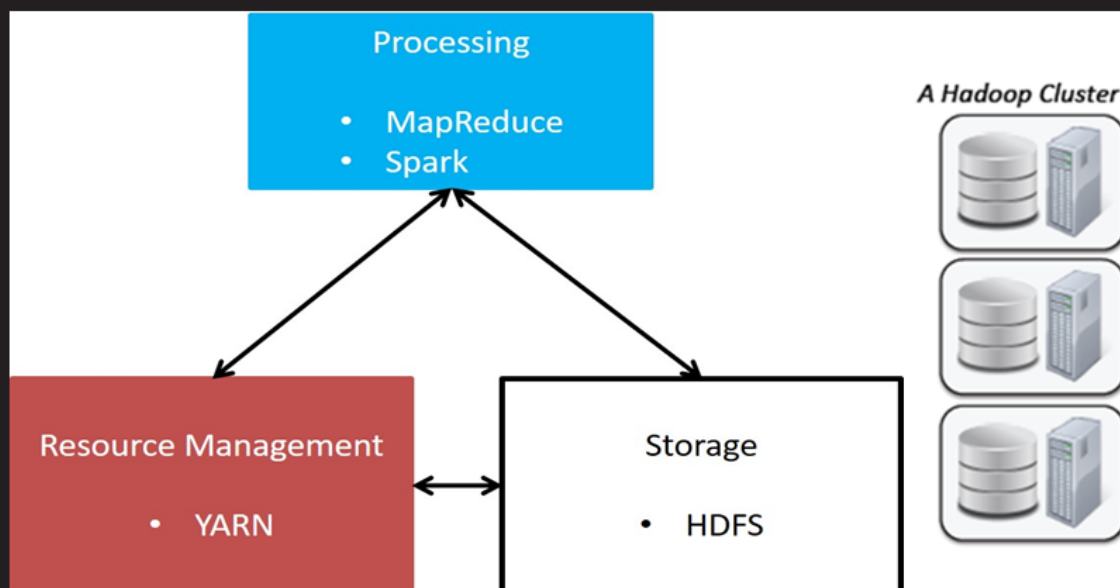 Processing
• MapReduce
• Spark
A Hadoop Cluster
Resource Management
• YARN
Storage
• HDFS